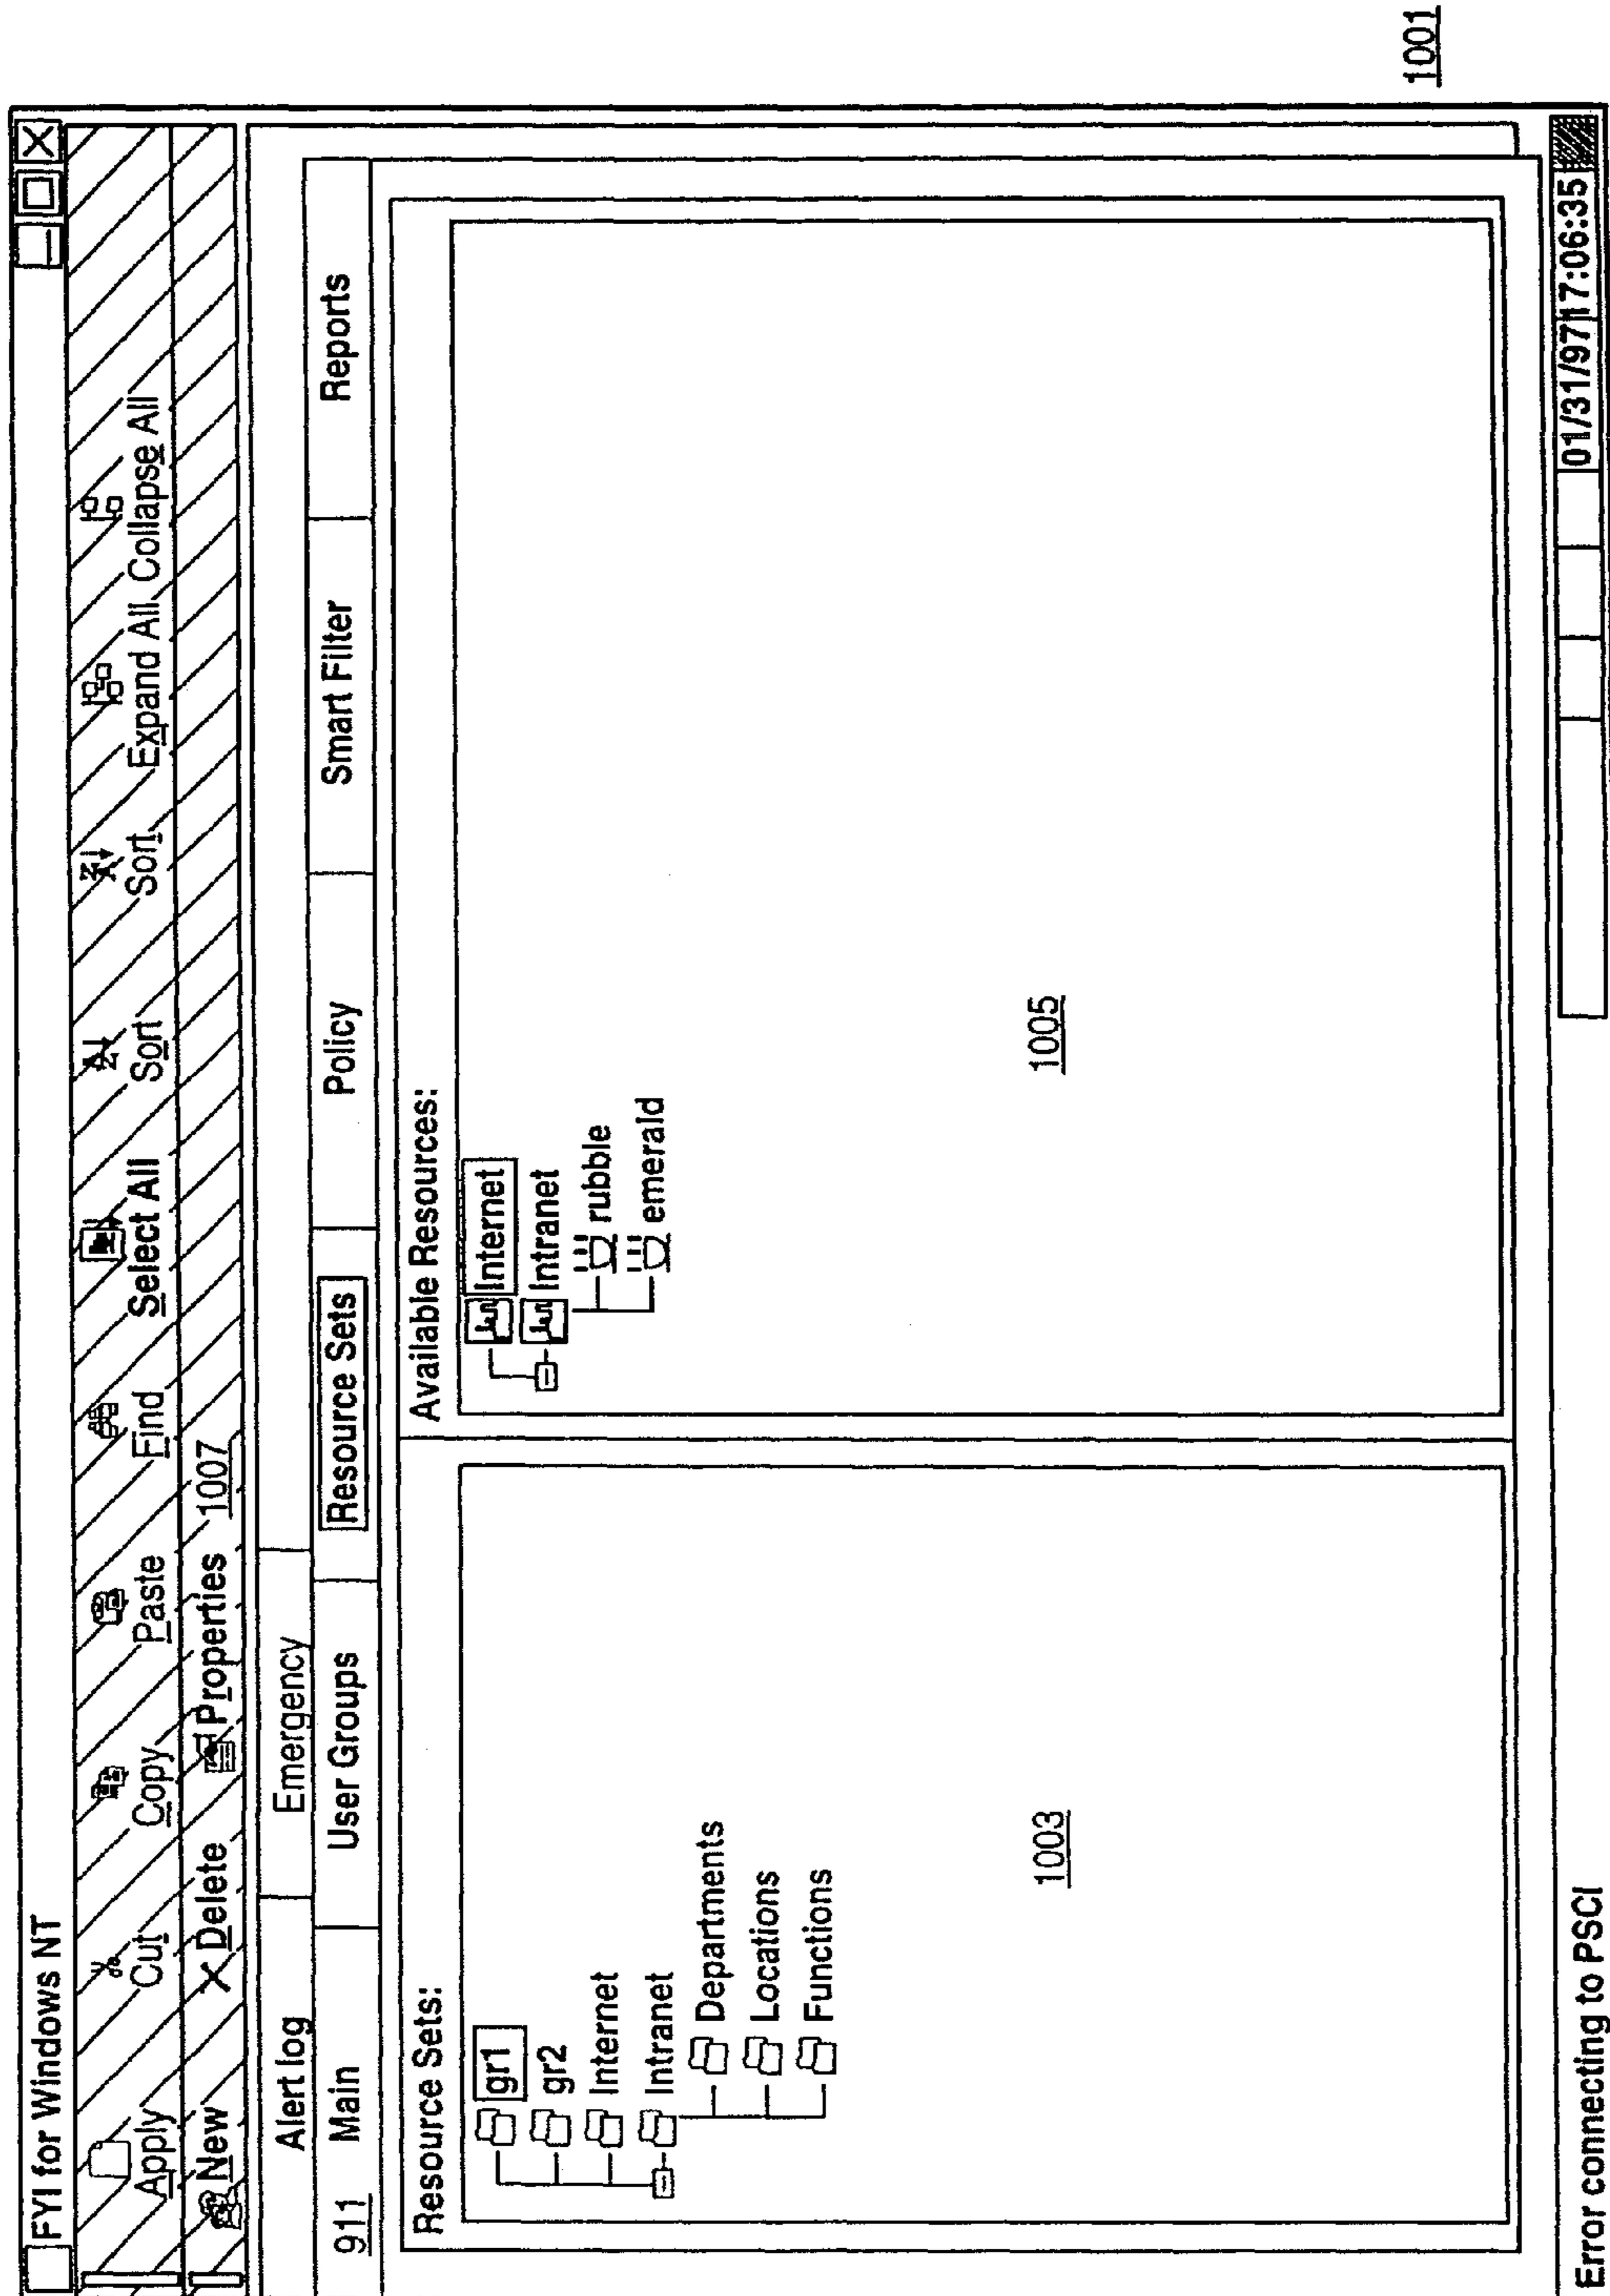 FYI for Windows NT
Apply Cut Copy Paste Find Select All Sort Sort Expand All Collapse All
New Delete Properties 1007
Alert log Emergency
911 Main User Groups Resource Sets Policy Smart Filter Reports
Resource Sets: Available Resources:
gr1 Internet
gr2 Intranet
Internet rubble
Intranet emerald
Departments
Locations
Functions
1003 1005
Error connecting to PSCI 01/31/97 17:06:35
1001